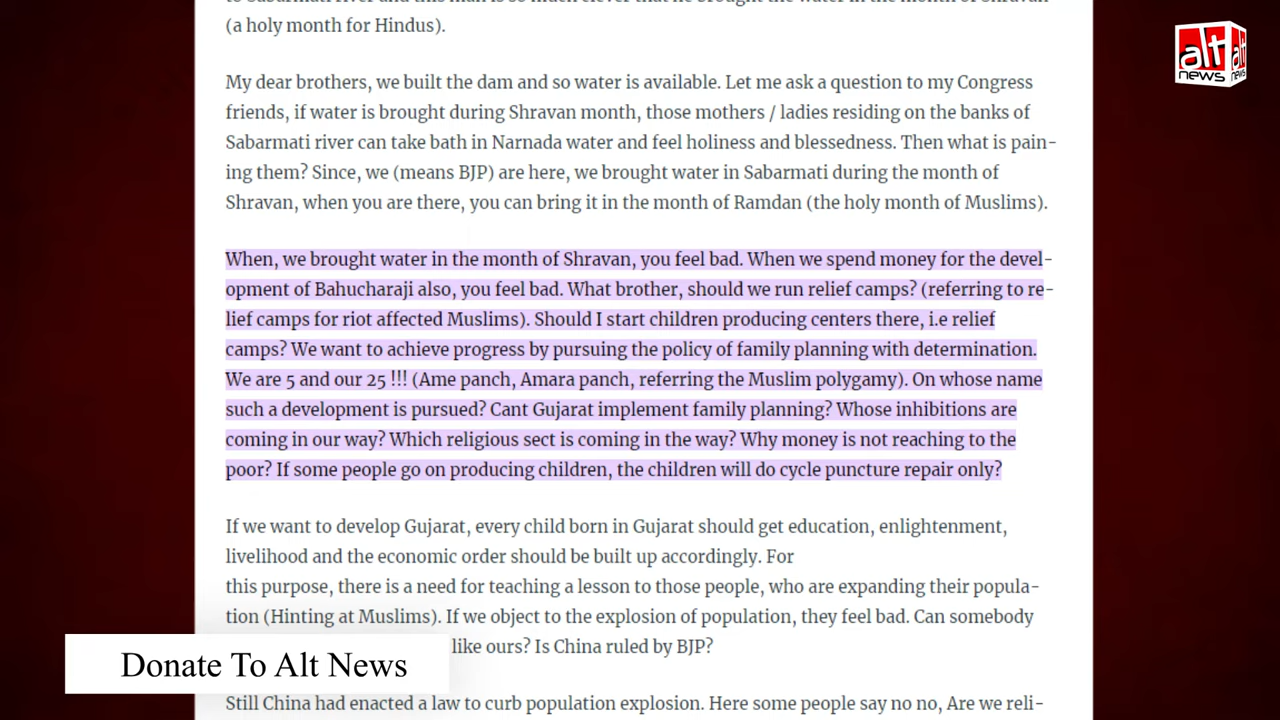 (a holy month for Hindus).
My dear brothers, we built the dam and so water is available. Let me ask a question to my Congress
friends, if water is brought during Shravan month, those mothers / ladies residing on the banks of
Sabarmati river can take bath in Narnada water and feel holiness and blessedness. Then what is pain-
ing them? Since, we (means BJP) are here, we brought water in Sabarmati during the month of
Shravan, when you are there, you can bring it in the month of Ramdan (the holy month of Muslims).
When, we brought water in the month of Shravan, you feel bad. When we spend money for the devel-
opment of Bahucharaji also, you feel bad. What brother, should we run relief camps? (referring to re-
lief camps for riot affected Muslims). Should I start children producing centers there, i.e relief
camps? We want to achieve progress by pursuing the policy of family planning with determination.
We are 5 and our 25 !!! (Ame panch, Amara panch, referring the Muslim polygamy). On whose name
such a development is pursued? Cant Gujarat implement family planning? Whose inhibitions are
coming in our way? Which religious sect is coming in the way? Why money is not reaching to the
poor? If some people go on producing children, the children will do cycle puncture repair only?
If we want to develop Gujarat, every child born in Gujarat should get education, enlightenment,
livelihood and the economic order should be built up accordingly. For
this purpose, there is a need for teaching a lesson to those people, who are expanding their popula-
tion (Hinting at Muslims). If we object to the explosion of population, they feel bad. Can somebody
like ours? Is China ruled by BJP?
Still China had enacted a law to curb population explosion. Here some people say no no, Are we reli-
Donate To Alt News
alt
news